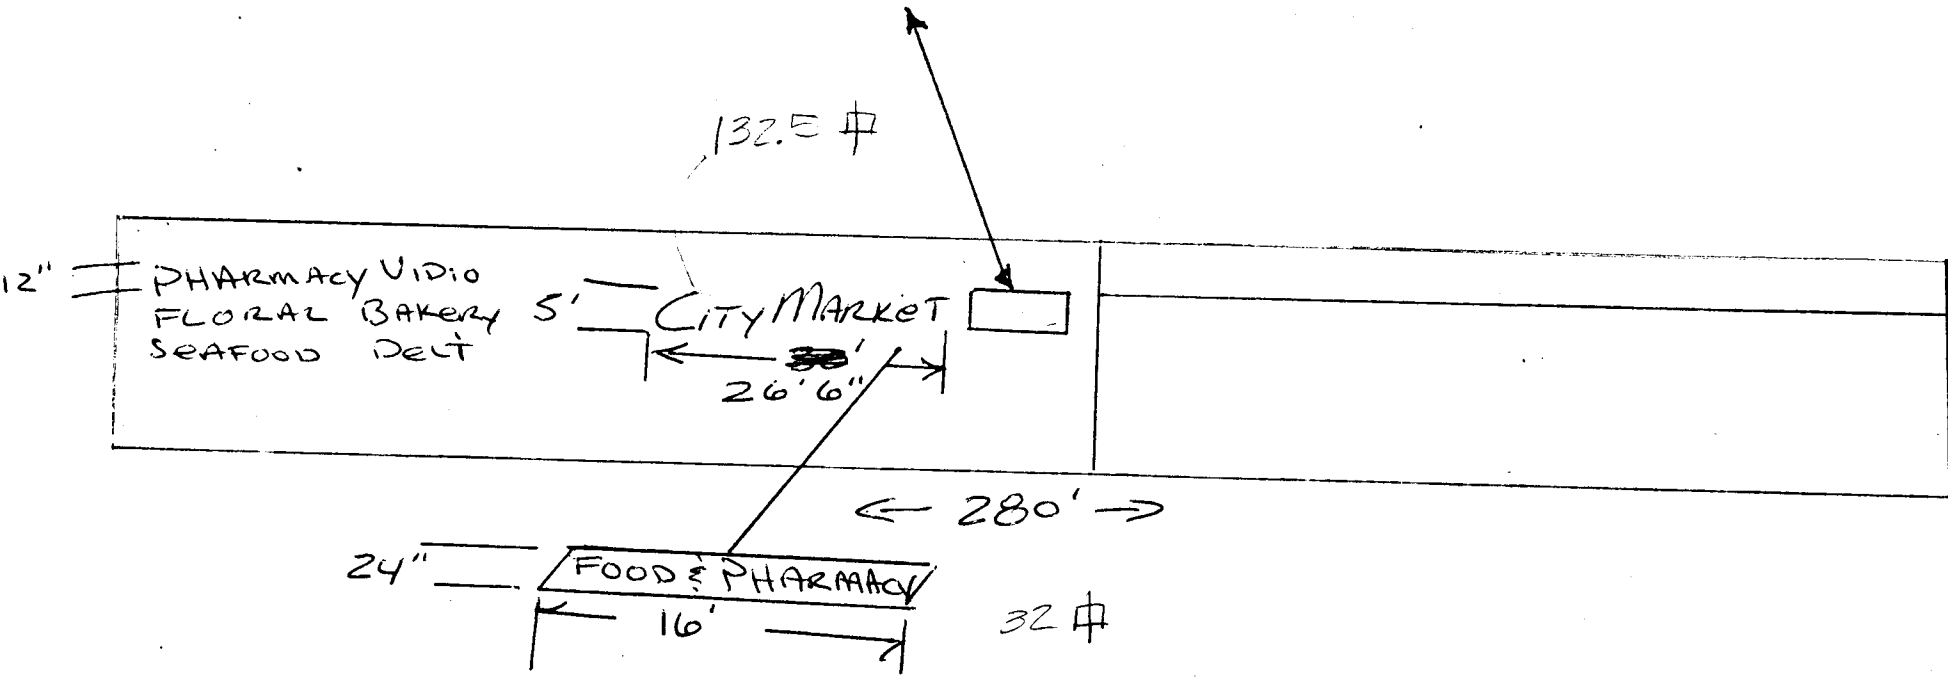 132.5 ⌗
12"
PHARMACY VIDIO
FLORAL BAKERY
SEAFOOD DELI
5'
CITY MARKET
26'6"
← 280' →
24"
FOOD & PHARMACY
16'
32 ⌗